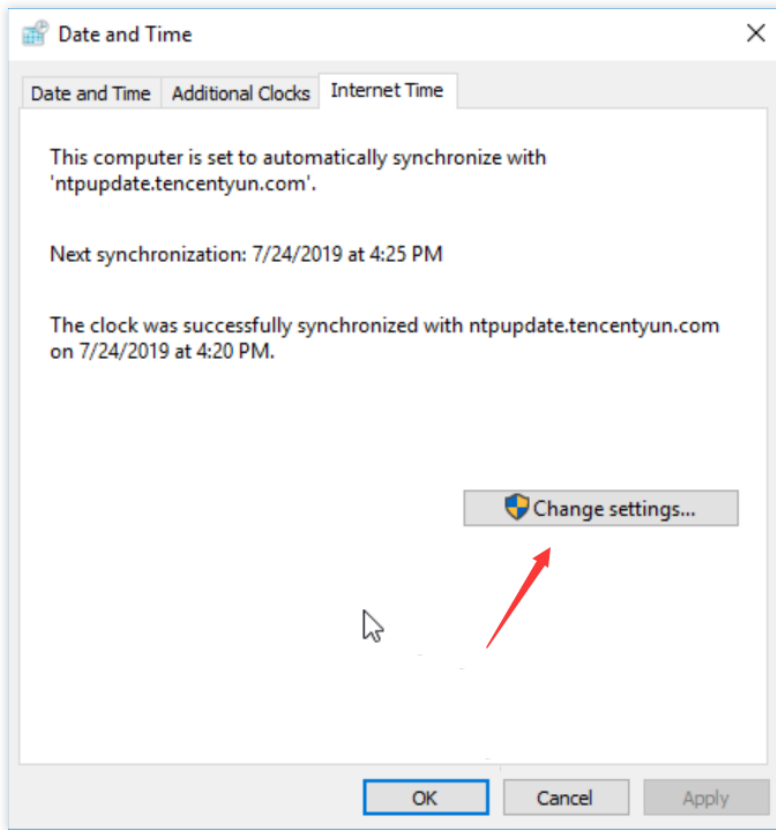 Date and Time
Date and Time
Additional Clocks
Internet Time
This computer is set to automatically synchronize with
'ntpupdate.tencentyun.com'.
Next synchronization: 7/24/2019 at 4:25 PM
The clock was successfully synchronized with ntpupdate.tencentyun.com
on 7/24/2019 at 4:20 PM.
Change settings...
OK
Cancel
Apply